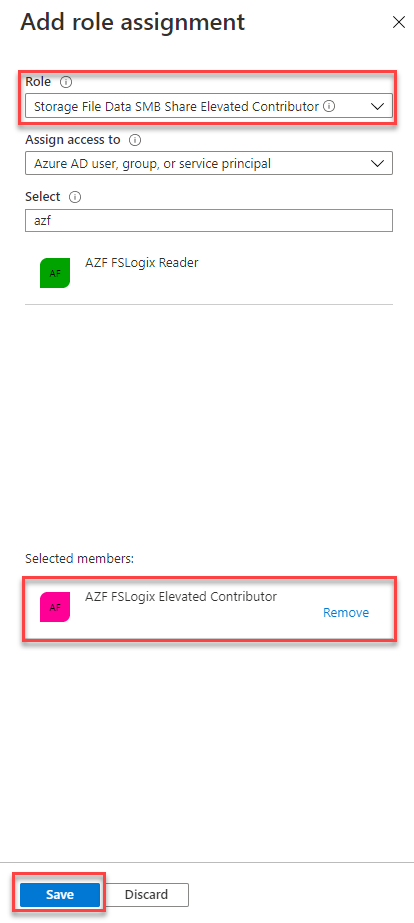 Add role assignment
Role
Storage File Data SMB Share Elevated Contributor
Assign access to
Azure AD user, group, or service principal
Select
azf
AF
AZF FSLogix Reader
Selected members:
AF
AZF FSLogix Elevated Contributor
Remove
Save
Discard